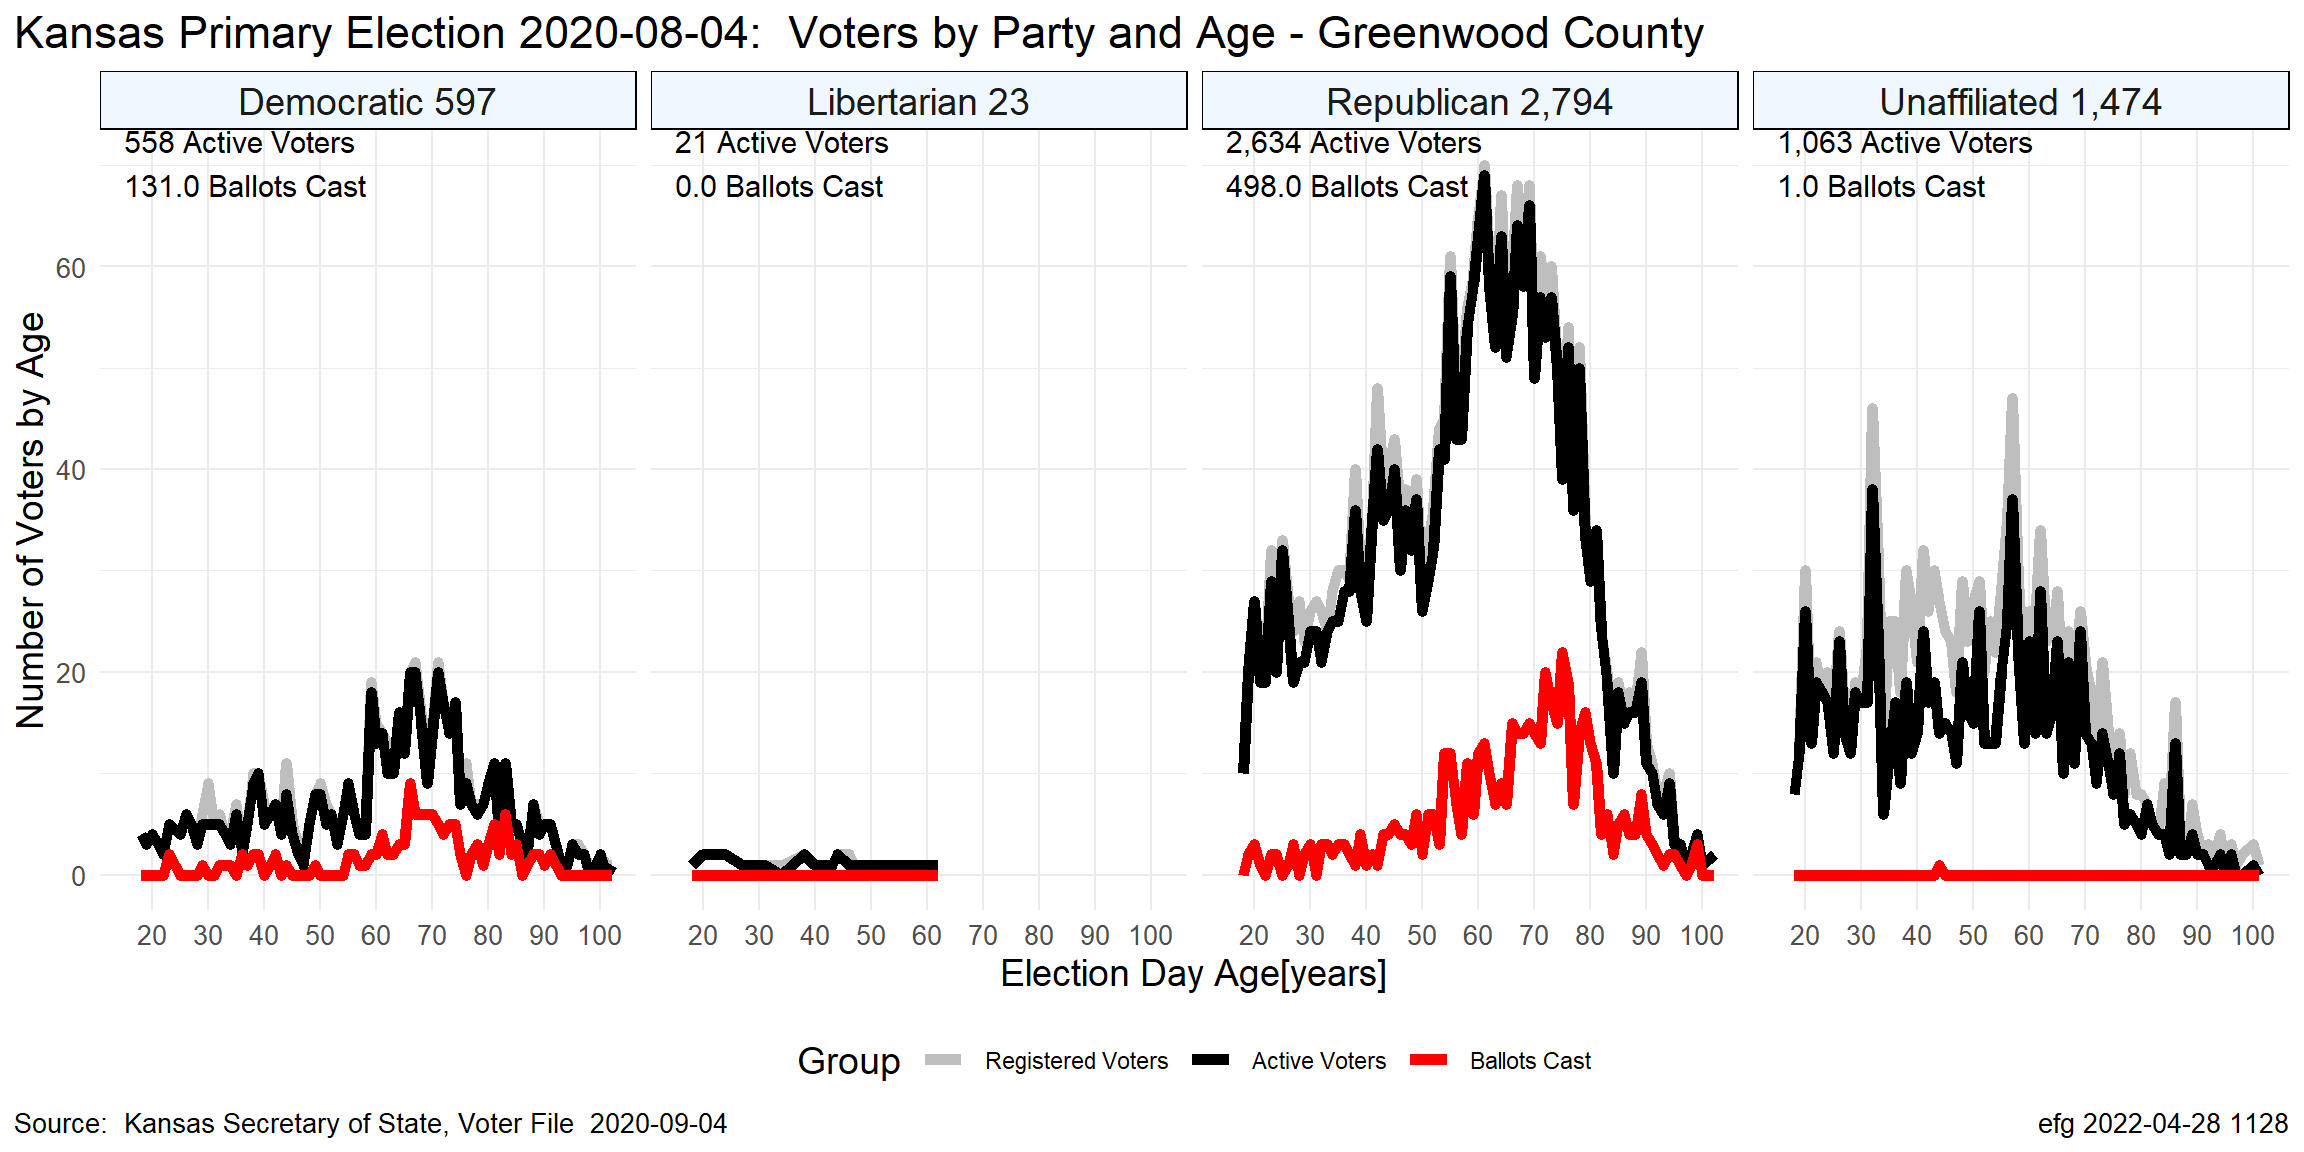 Kansas Primary Election 2020-08-04:  Voters by Party and Age - Greenwood County
Democratic 597
Libertarian 23
Republican 2,794
Unaffiliated 1,474
558 Active Voters
131.0 Ballots Cast
21 Active Voters
0.0 Ballots Cast
2,634 Active Voters
498.0 Ballots Cast
1,063 Active Voters
1.0 Ballots Cast
Number of Voters by Age
60
40
20
0
20 30 40 50 60 70 80 90 100
20 30 40 50 60 70 80 90 100
20 30 40 50 60 70 80 90 100
20 30 40 50 60 70 80 90 100
Election Day Age[years]
Group Registered Voters Active Voters Ballots Cast
Source:  Kansas Secretary of State, Voter File  2020-09-04
efg 2022-04-28 1128